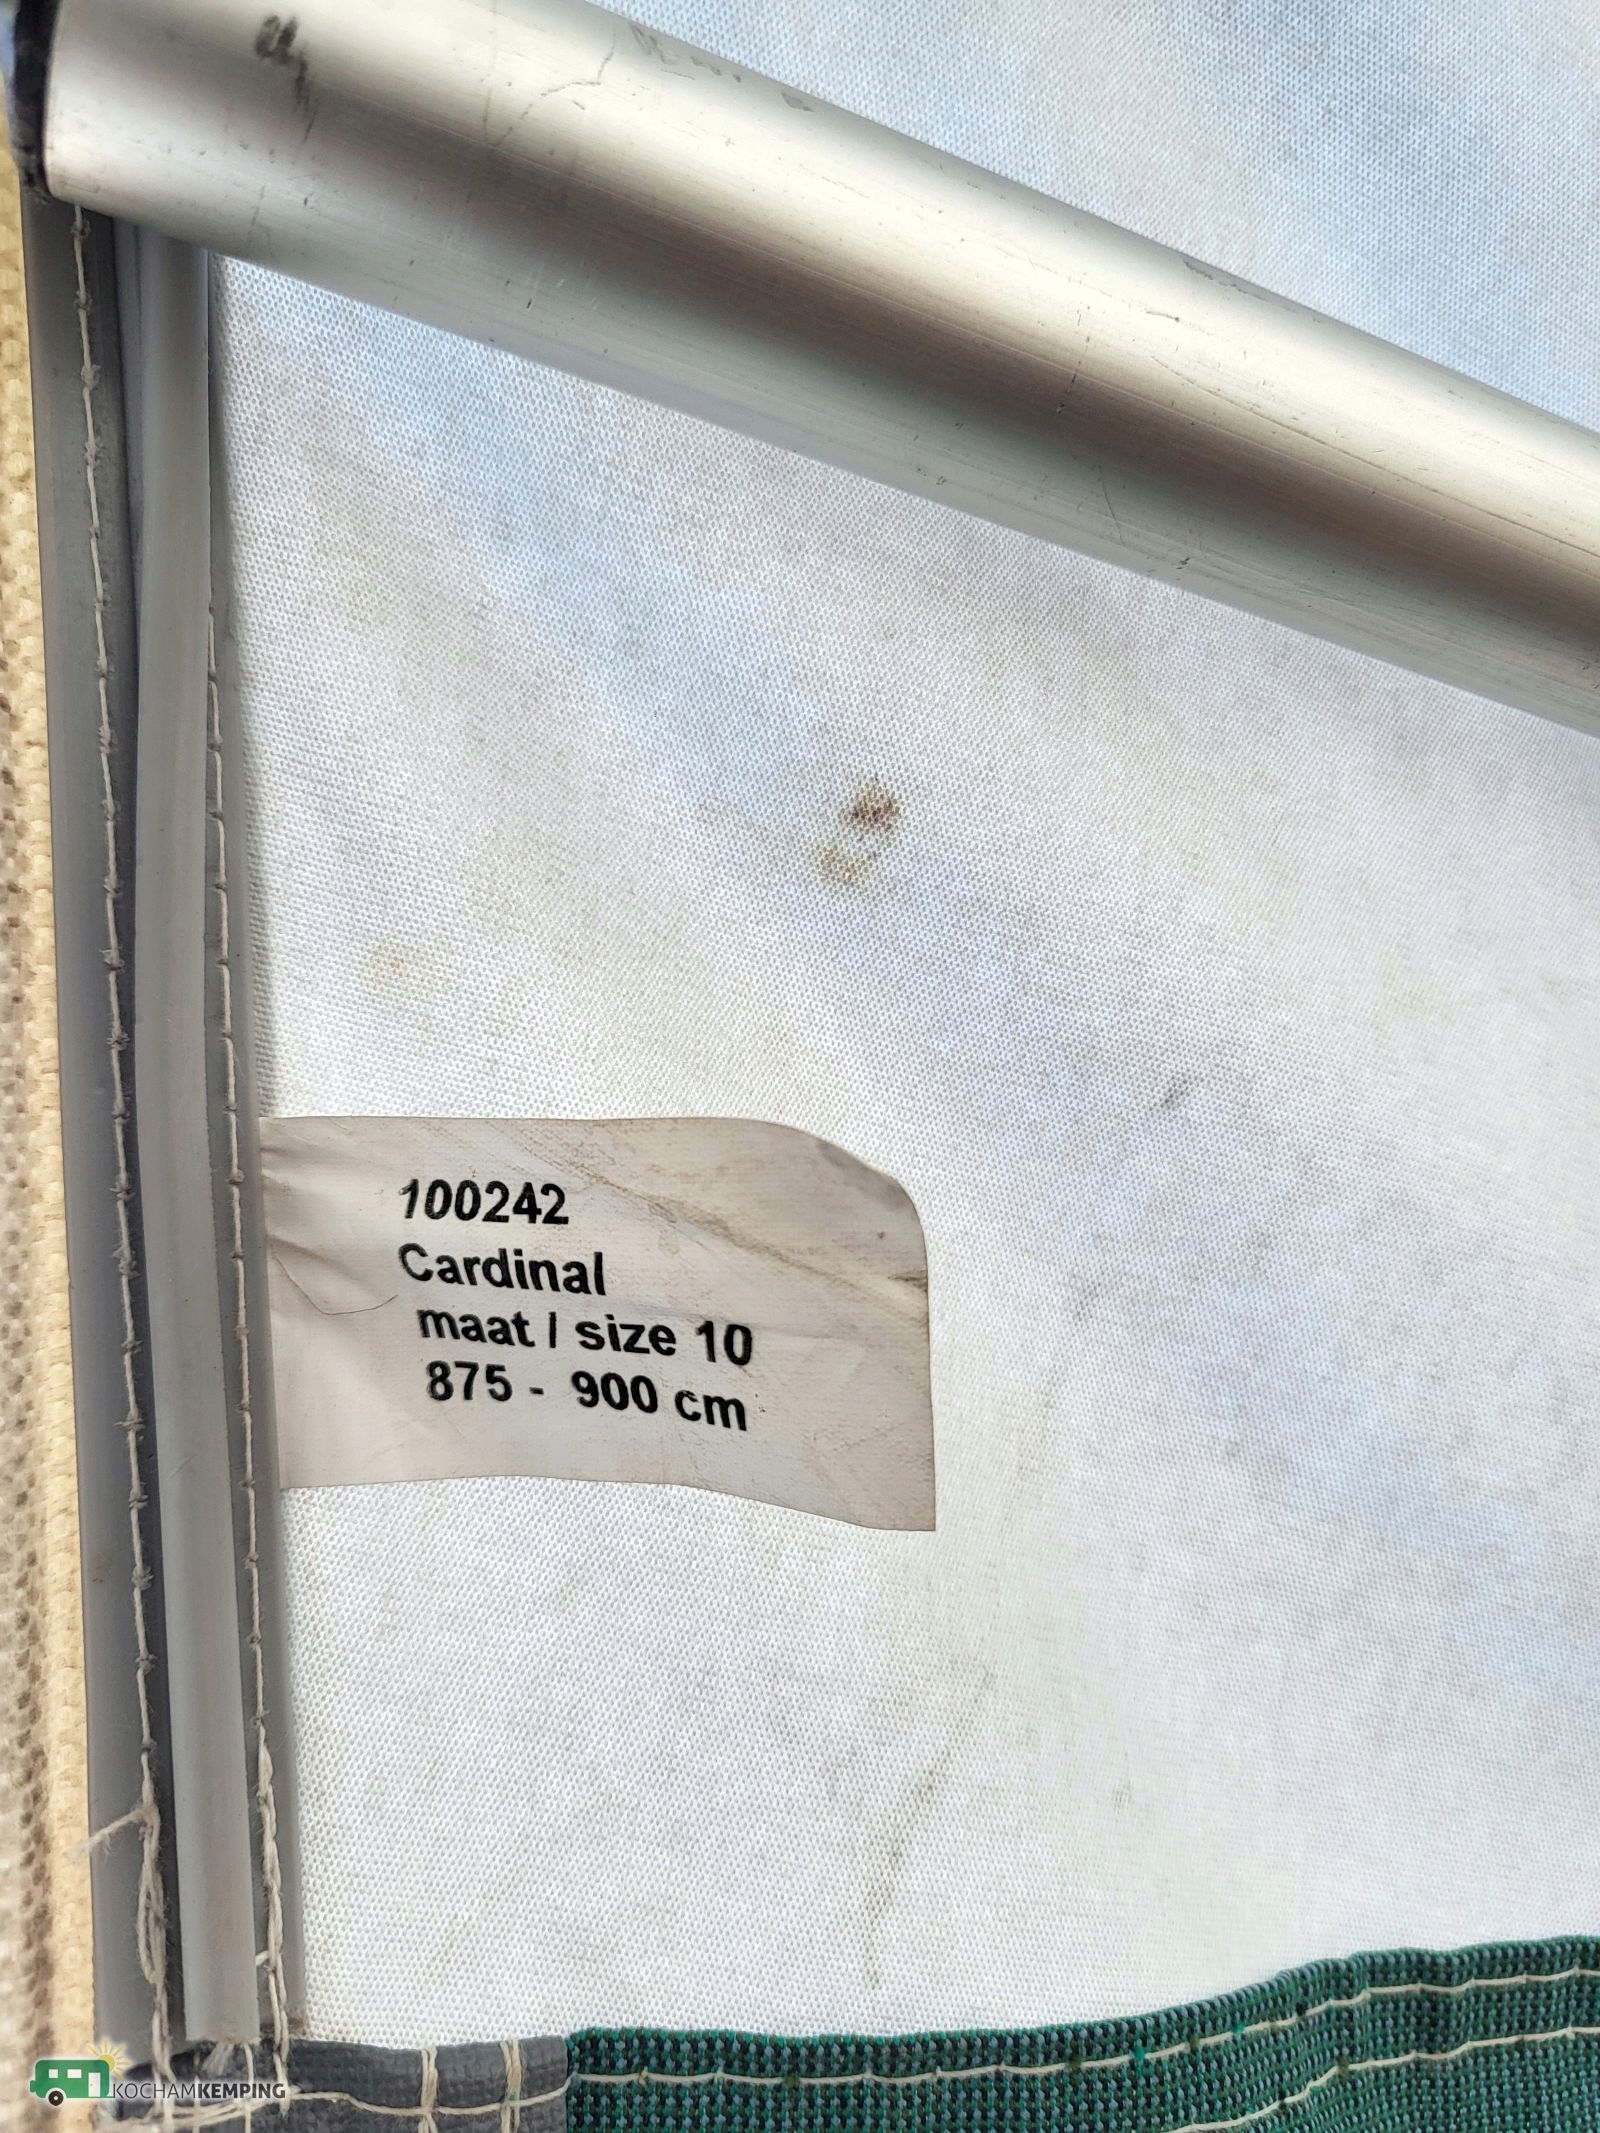 100242
Cardinal
maat / size 10
875 - 900 cm
KOCHAMKEMPING